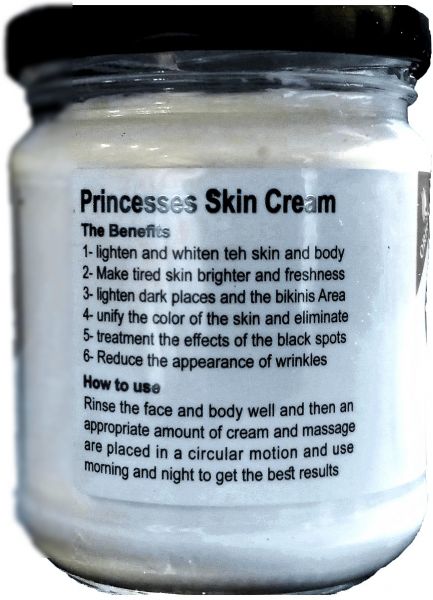 Princesses Skin Cream
The Benefits
1- lighten and whiten teh skin and body
2- Make tired skin brighter and freshness
3- lighten dark places and the bikinis Area
4- unify the color of the skin and eliminate
5- treatment the effects of the black spots
6- Reduce the appearance of wrinkles
How to use
Rinse the face and body well and then an
appropriate amount of cream and massage
are placed in a circular motion and use
morning and night to get the best results